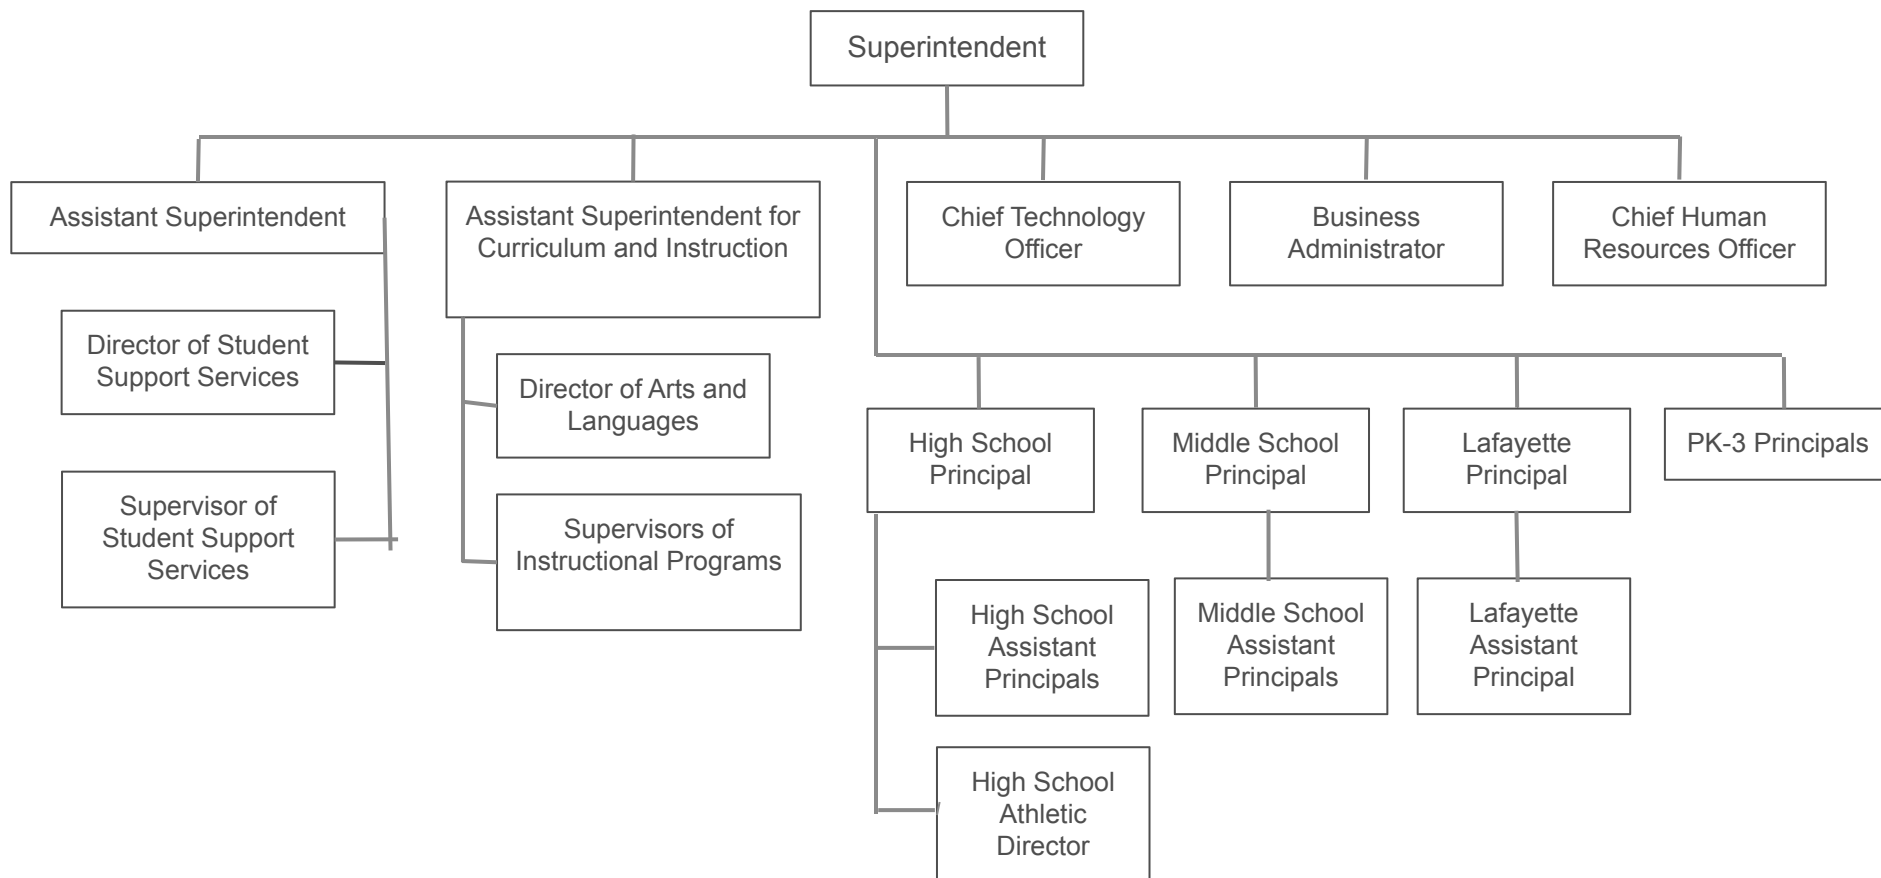 Superintendent
Assistant Superintendent
Assistant Superintendent for
Curriculum and Instruction
Chief Technology
Officer
Business
Administrator
Chief Human
Resources Officer
Director of Student
Support Services
Director of Arts and
Languages
High School
Principal
Middle School
Principal
Lafayette
Principal
PK-3 Principals
Supervisor of
Student Support
Services
Supervisors of
Instructional Programs
High School
Assistant
Principals
Middle School
Assistant
Principals
Lafayette
Assistant
Principal
High School
Athletic
Director